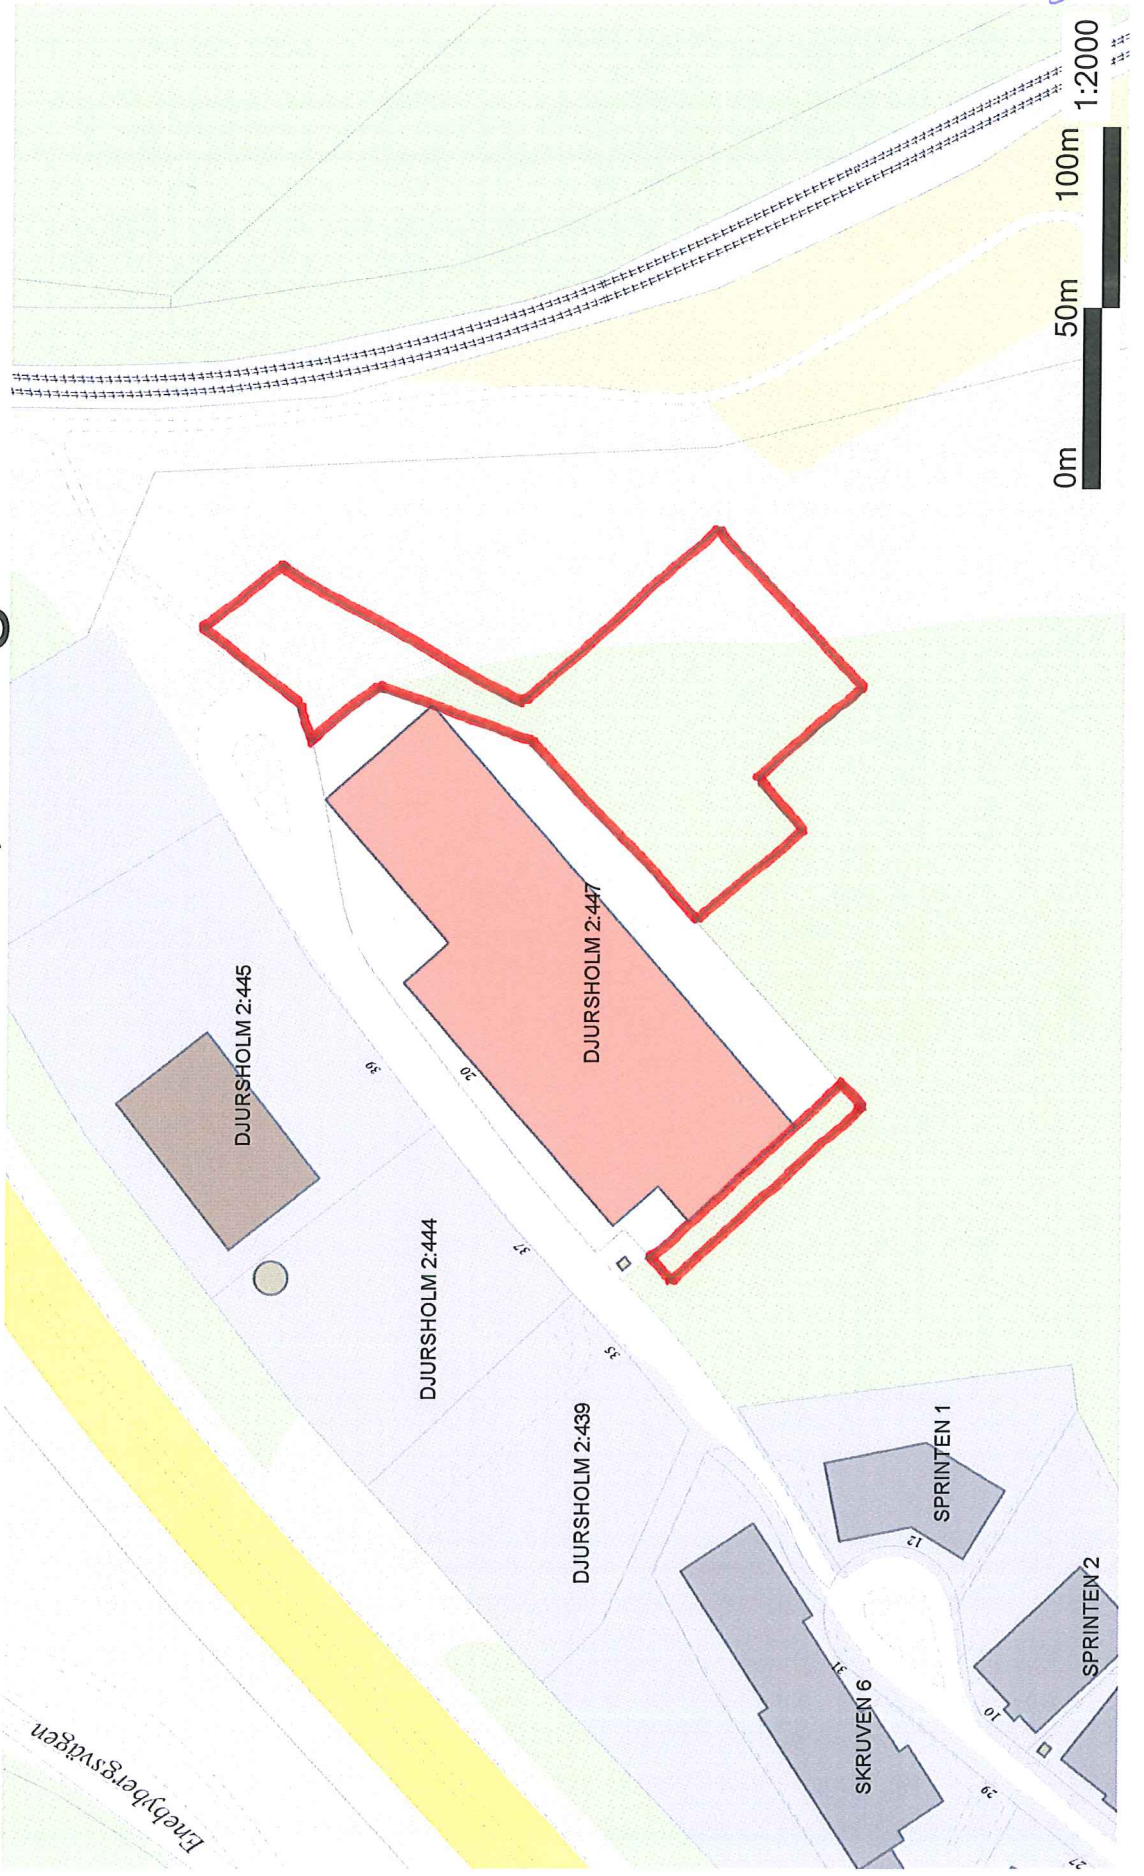 Enebybergsvägen
DJURSHOLM 2:445
DJURSHOLM 2:444
DJURSHOLM 2:439
DJURSHOLM 2:447
SKRUVEN 6
SPRINTEN 1
SPRINTEN 2
39
20
37
35
31
12
10
29
27
0m 50m 100m 1:2000